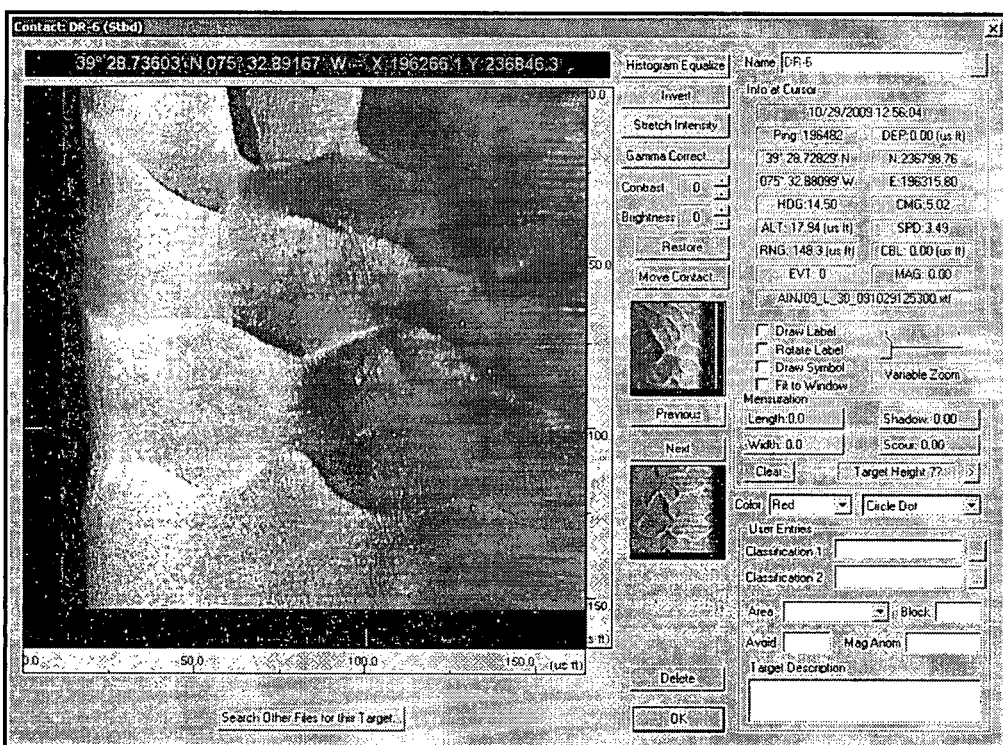 Contact: DR-6 (Stbd)
39° 28.73603' N 075° 32.89167' W X: 196266.1 Y: 236846.3
0.0
50.0
100.
150.
(us ft)
0.0
50.0
100.0
150.0
(us ft)
Search Other Files for this Target...
Histogram Equalize
Invert
Stretch Intensity
Gamma Correct...
Contrast 0
Brightness 0
Restore
Move Contact
Previous
Next
Delete
OK
Name DR-6
Info at Cursor
10/29/2009 12:56:04
Ping: 196482 DEP: 0.00 (us ft)
39° 28.72829' N N: 236798.76
075° 32.88099' W E: 196315.80
HDG: 14.50 CMG: 5.02
ALT: 17.94 (us ft) SPD: 3.49
RNG: 148.3 (us ft) CBL: 0.00 (us ft)
EVT: 0 MAG: 0.00
AINJ09_L_30_091029125300.xtf
Draw Label
Rotate Label
Draw Symbol
Fit to Window
Variable Zoom
Mensuration
Length: 0.0 Shadow: 0.00
Width: 0.0 Scour: 0.00
Clear Target Height ?? >
Color Red Circle Dot
User Entries
Classification 1
Classification 2
Area Block
Avoid Mag Anom
Target Description